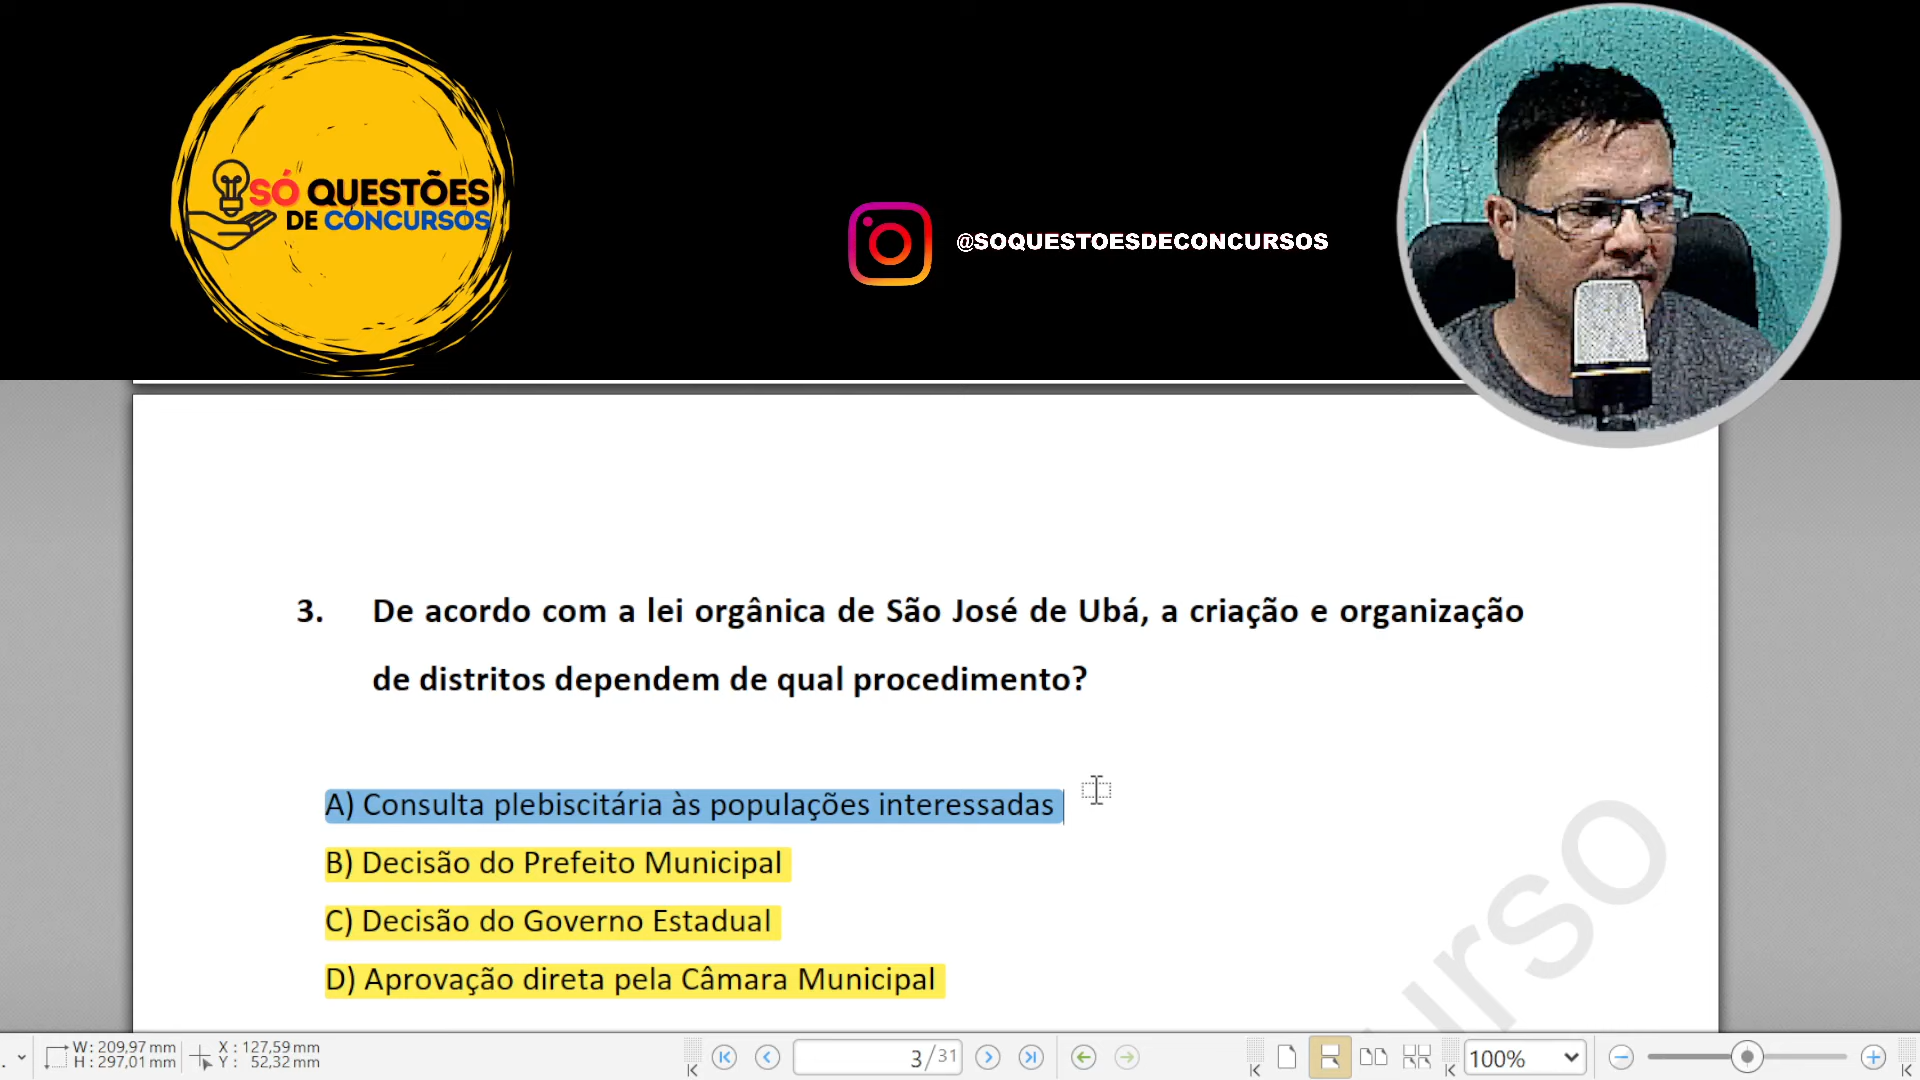 SÓ QUESTÕES
DE CONCURSOS
@SOQUESTOESDECONCURSOS
3. De acordo com a lei orgânica de São José de Ubá, a criação e organização
de distritos dependem de qual procedimento?
A) Consulta plebiscitária às populações interessadas
B) Decisão do Prefeito Municipal
C) Decisão do Governo Estadual
D) Aprovação direta pela Câmara Municipal
urso
W: 209,97 mm
H: 297,01 mm
X : 127,59 mm
Y : 52,32 mm
3/31
100%